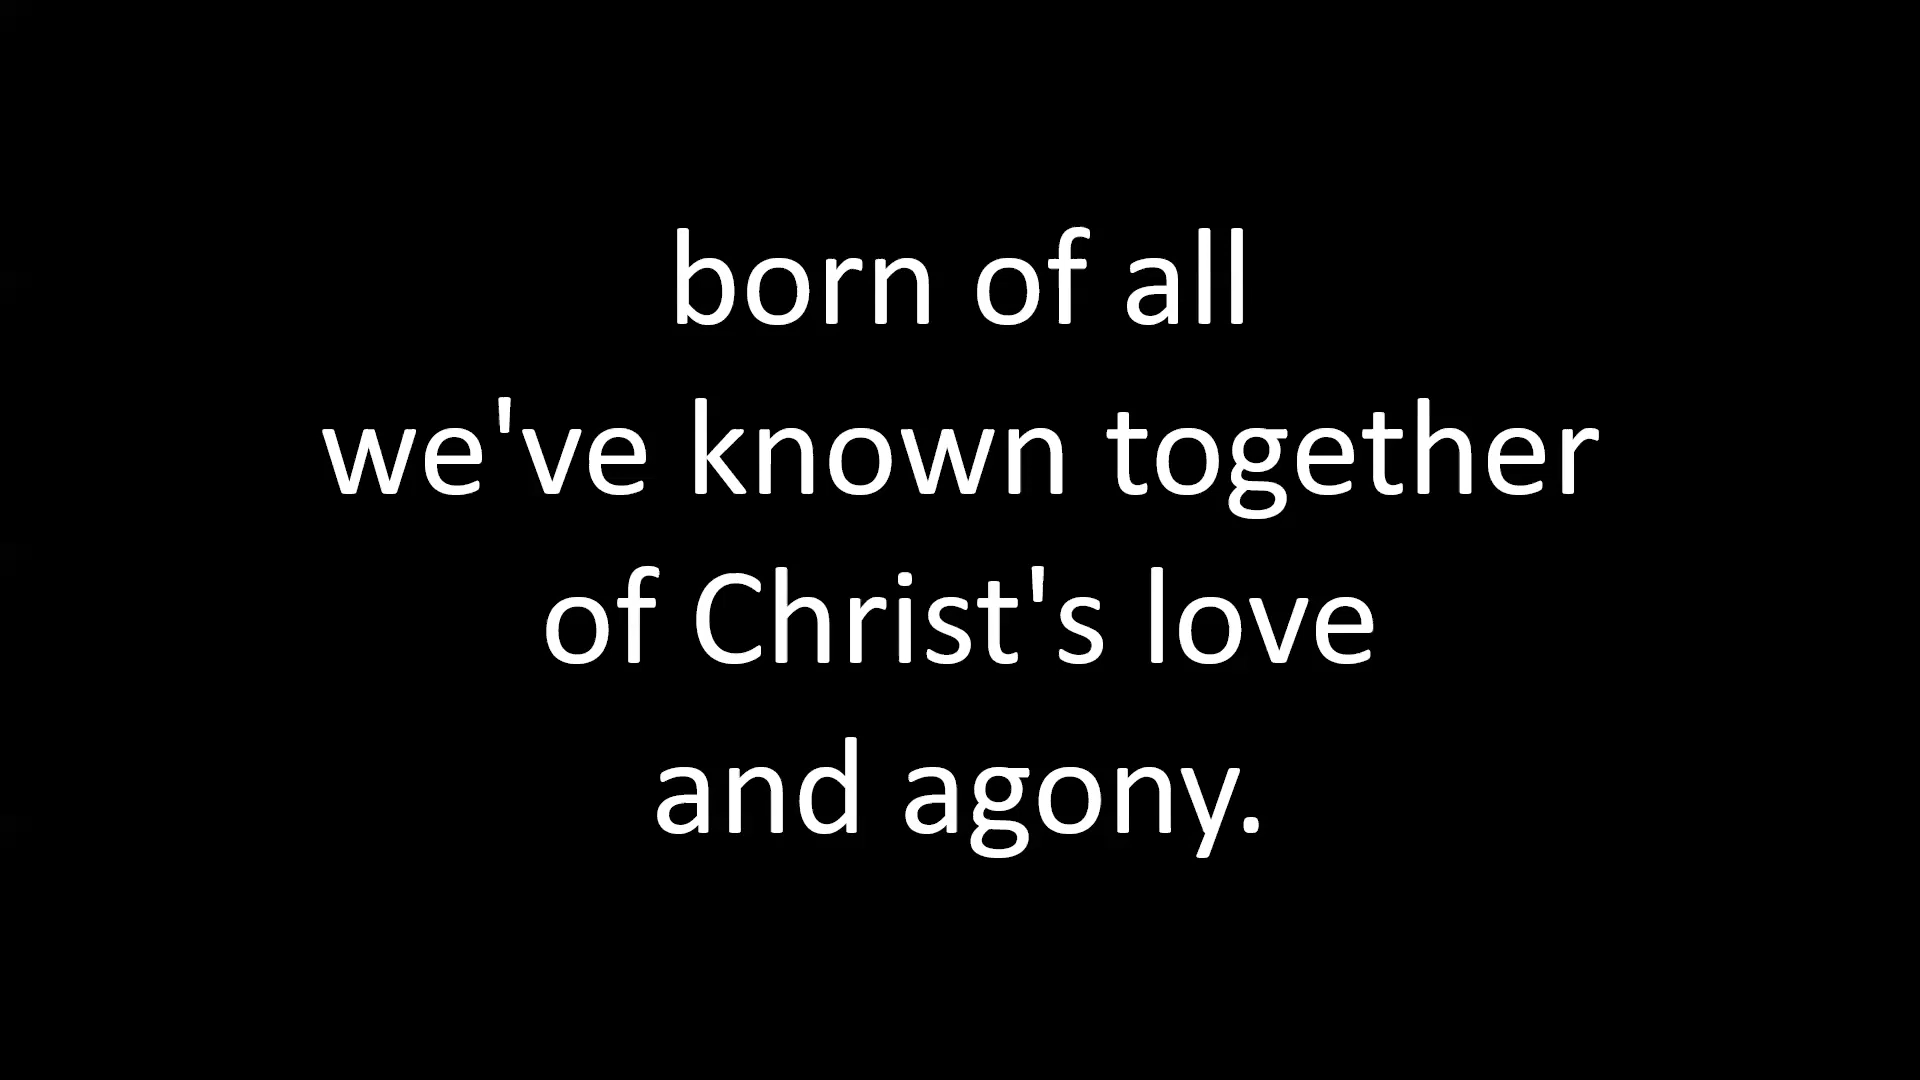 born of all
we've known together
of Christ's love
and agony.